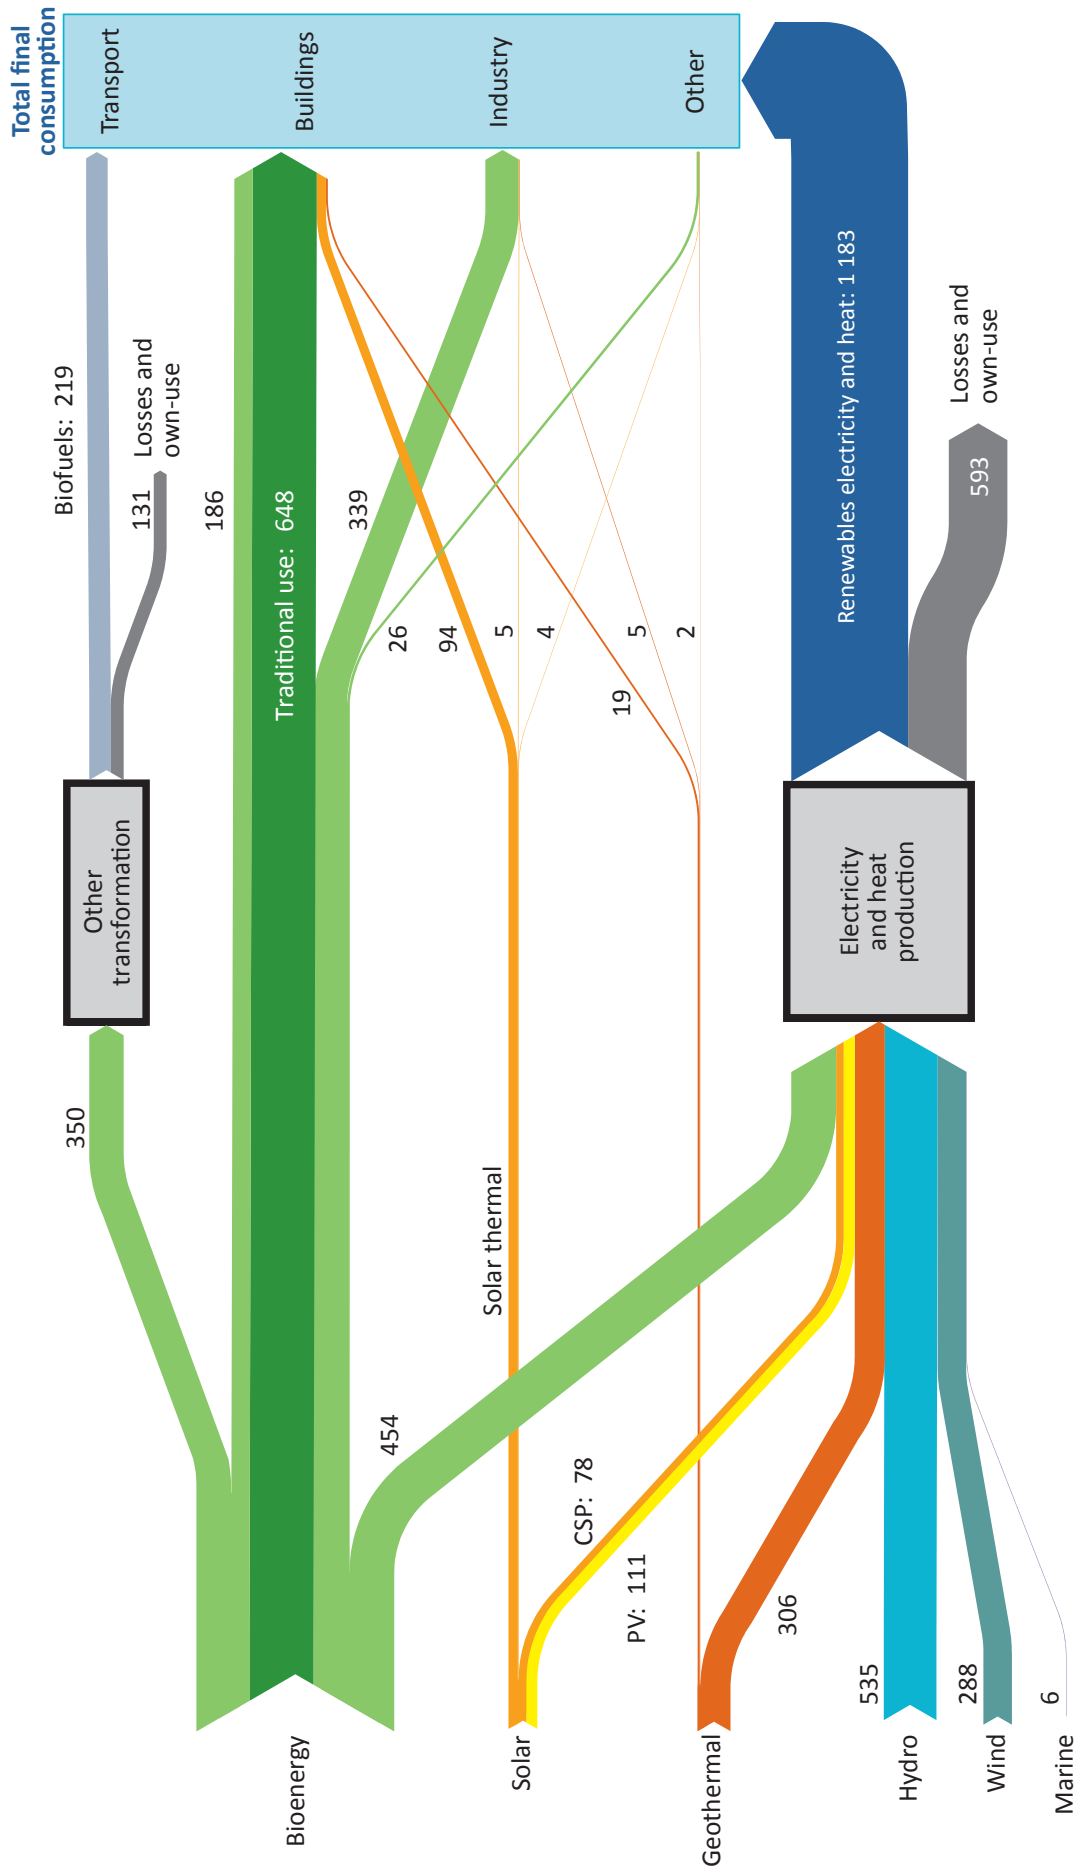 Total final
consumption
Transport
Buildings
Industry
Other
Biofuels: 219
131
Losses and
own-use
186
Traditional use: 648
339
26
94
5
4
19
5
2
Renewables electricity and heat: 1 183
Losses and
own-use
593
Other
transformation
Electricity
and heat
production
350
Solar thermal
454
CSP: 78
PV: 111
306
535
288
6
Bioenergy
Solar
Geothermal
Hydro
Wind
Marine